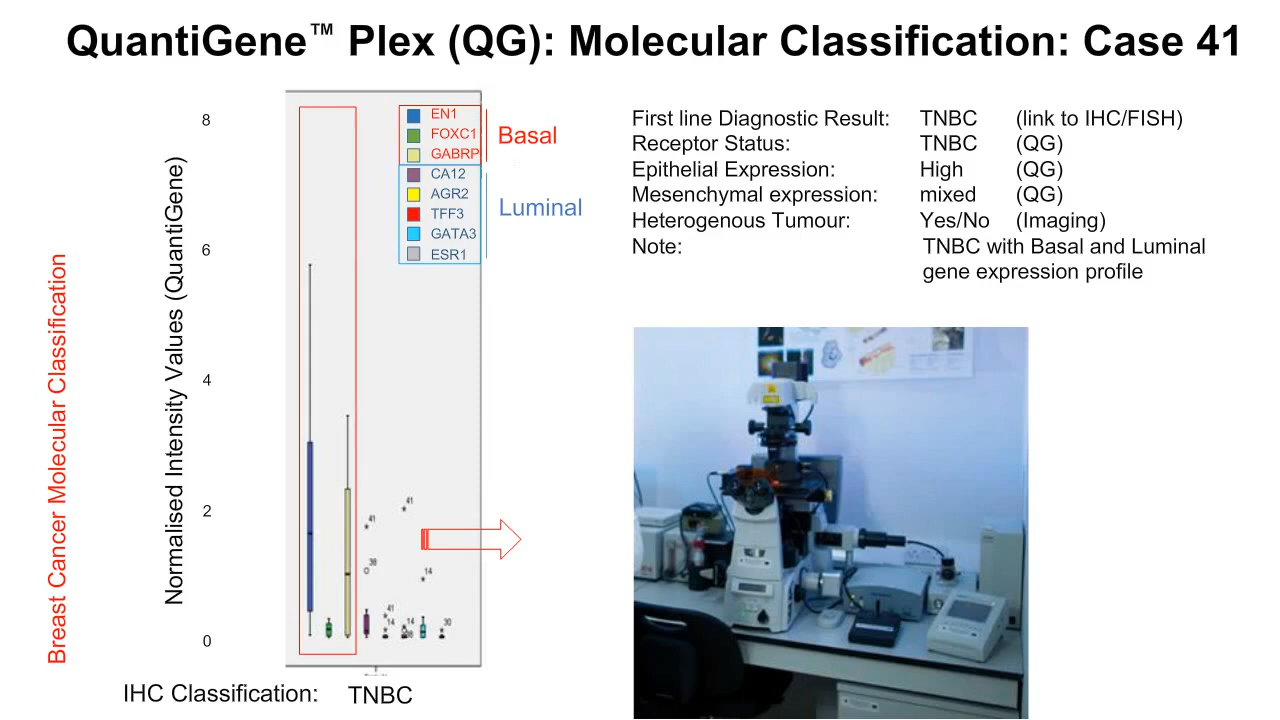 QuantiGene™ Plex (QG): Molecular Classification: Case 41
Breast Cancer Molecular Classification
Normalised Intensity Values (QuantiGene)
8
6
4
2
0
EN1
FOXC1
GABRP
Basal
CA12
AGR2
TFF3
GATA3
ESR1
Luminal
41
41
38
14
41
14
14
38
30
IHC Classification: TNBC
First line Diagnostic Result: TNBC (link to IHC/FISH)
Receptor Status: TNBC (QG)
Epithelial Expression: High (QG)
Mesenchymal expression: mixed (QG)
Heterogenous Tumour: Yes/No (Imaging)
Note: TNBC with Basal and Luminal
gene expression profile